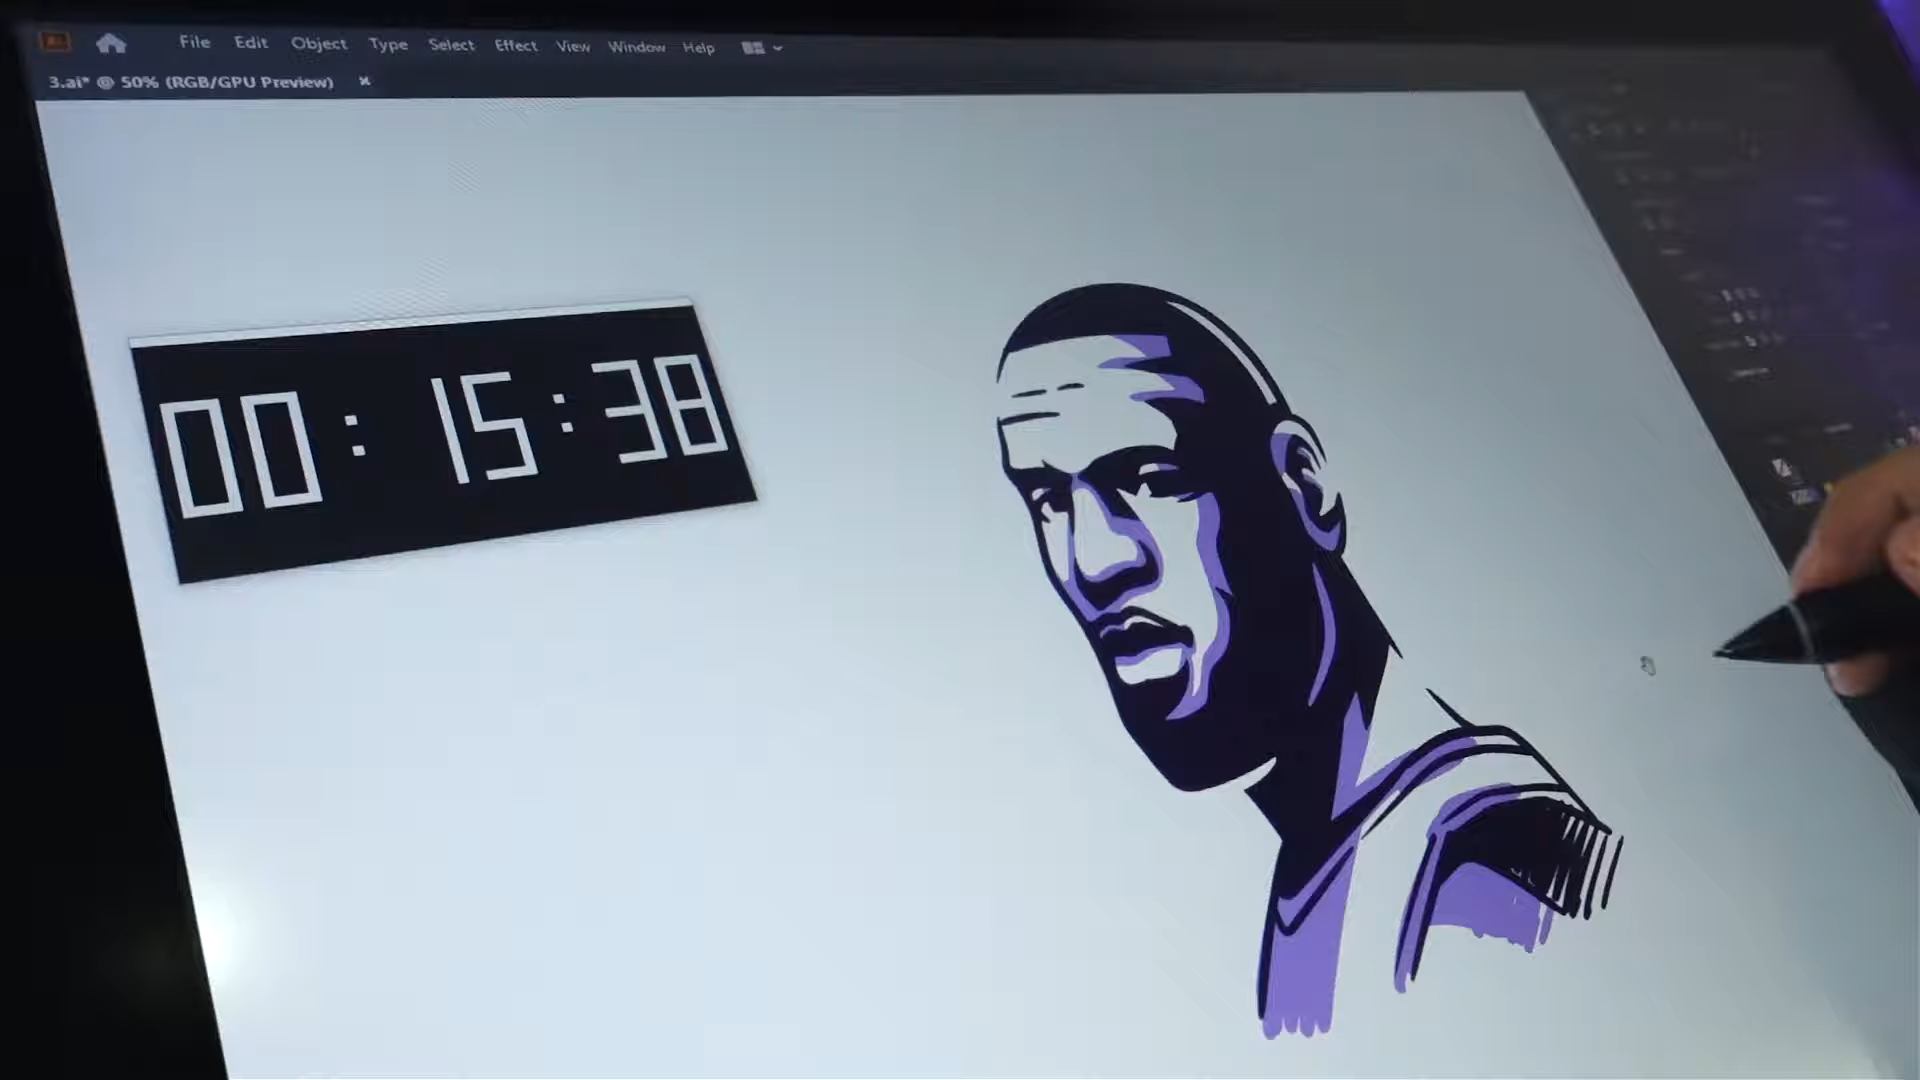 File Edit Object Type Select Effect View Window Help
3.ai* @ 50% (RGB/GPU Preview) ×
00:15:38